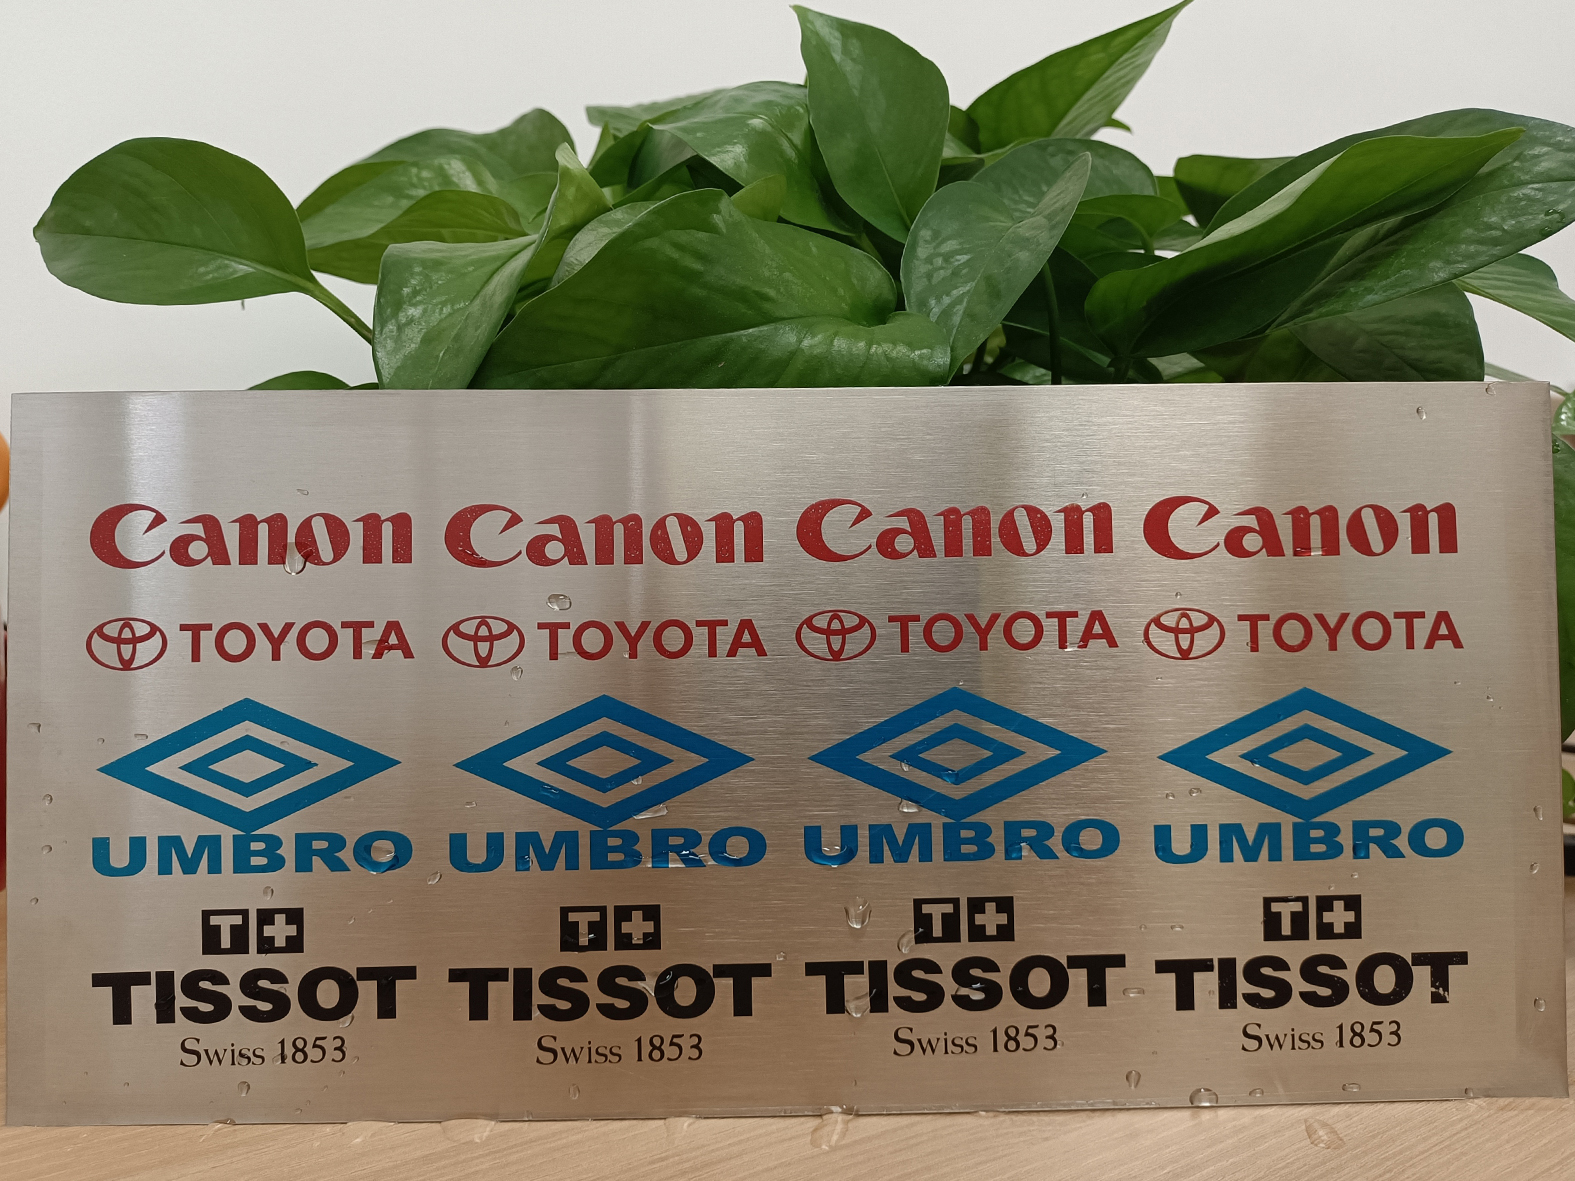 Canon Canon Canon Canon
TOYOTA TOYOTA TOYOTA TOYOTA
UMBRO UMBRO UMBRO UMBRO
T+ T+ T+ T+
TISSOT TISSOT TISSOT TISSOT
Swiss 1853 Swiss 1853 Swiss 1853 Swiss 1853